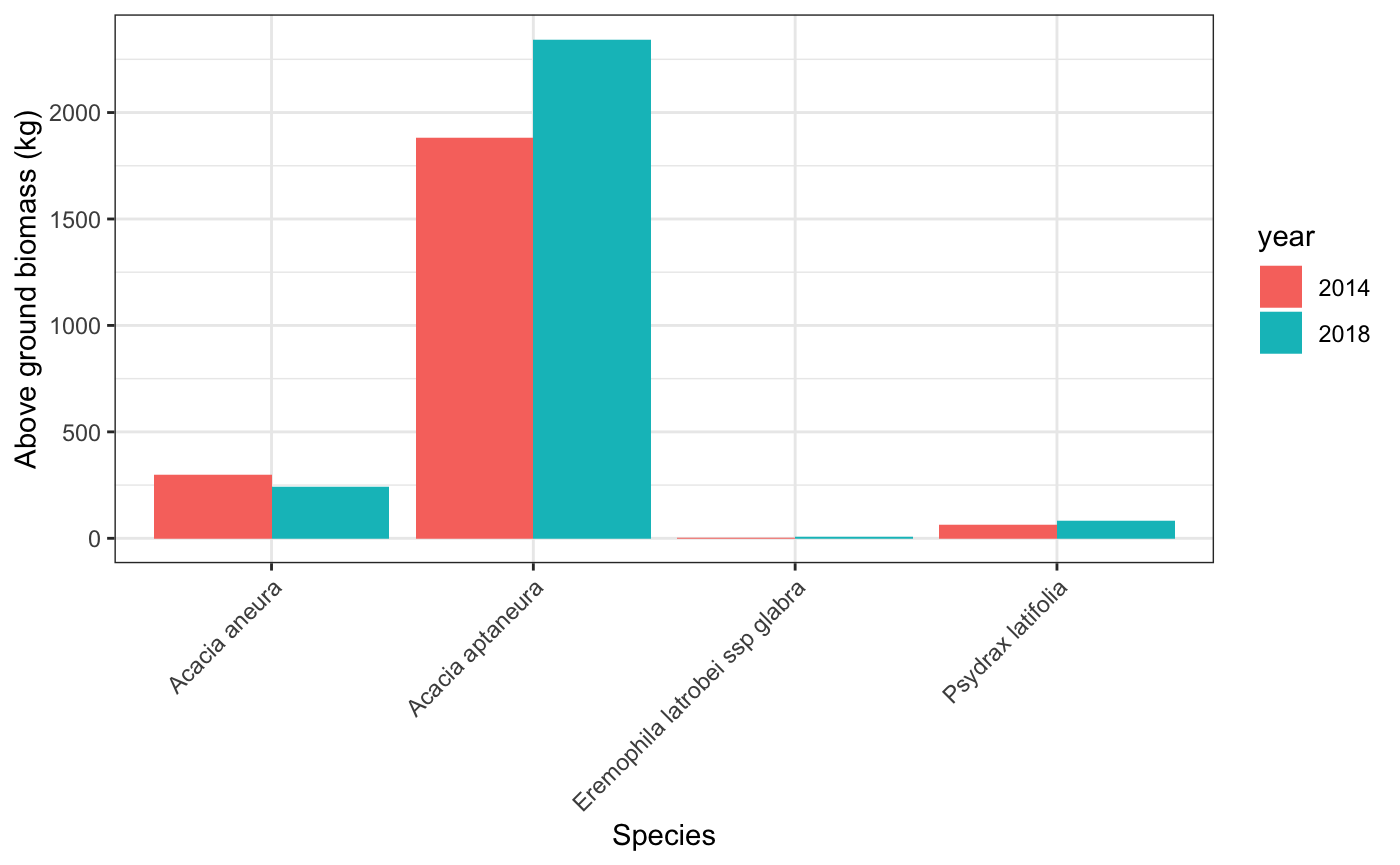 Above ground biomass (kg)
2000
1500
1000
500
0
Acacia aneura
Acacia aptaneura
Eremophila latrobei ssp glabra
Psydrax latifolia
Species
year
2014
2018